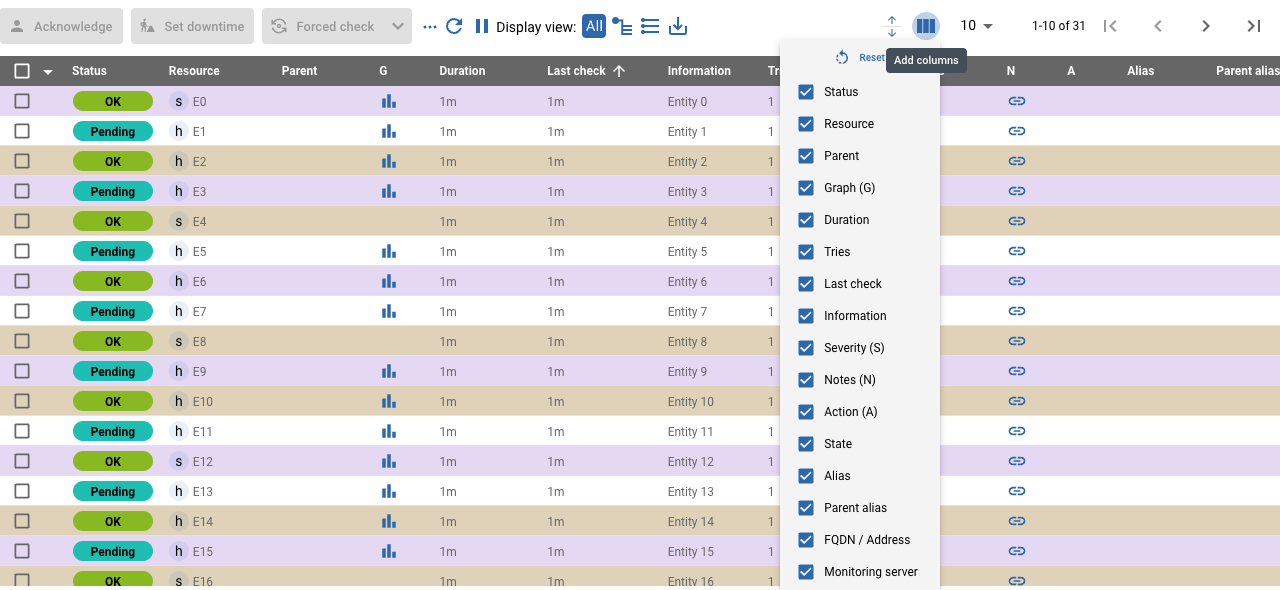 Acknowledge Set downtime Forced check Display view: All 10 1-10 of 31
Reset Add columns
Status Resource Parent G Duration Last check Information Tr N A Alias Parent alias
OK s E0 1m 1m Entity 0 1
Pending h E1 1m 1m Entity 1 1
OK h E2 1m 1m Entity 2 1
Pending h E3 1m 1m Entity 3 1
OK s E4 1m 1m Entity 4 1
Pending h E5 1m 1m Entity 5 1
OK h E6 1m 1m Entity 6 1
Pending h E7 1m 1m Entity 7 1
OK s E8 1m 1m Entity 8 1
Pending h E9 1m 1m Entity 9 1
OK h E10 1m 1m Entity 10 1
Pending h E11 1m 1m Entity 11 1
OK s E12 1m 1m Entity 12 1
Pending h E13 1m 1m Entity 13 1
OK h E14 1m 1m Entity 14 1
Pending h E15 1m 1m Entity 15 1
OK s E16 1m 1m Entity 16 1
Status
Resource
Parent
Graph (G)
Duration
Tries
Last check
Information
Severity (S)
Notes (N)
Action (A)
State
Alias
Parent alias
FQDN / Address
Monitoring server